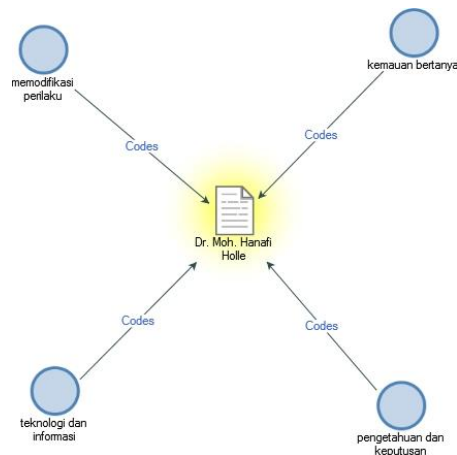 memodifikasi
perilaku
kemauan bertanya
Codes
Codes
Dr. Moh. Hanafi
Holle
Codes
Codes
teknologi dan
informasi
pengetahuan dan
keputusan